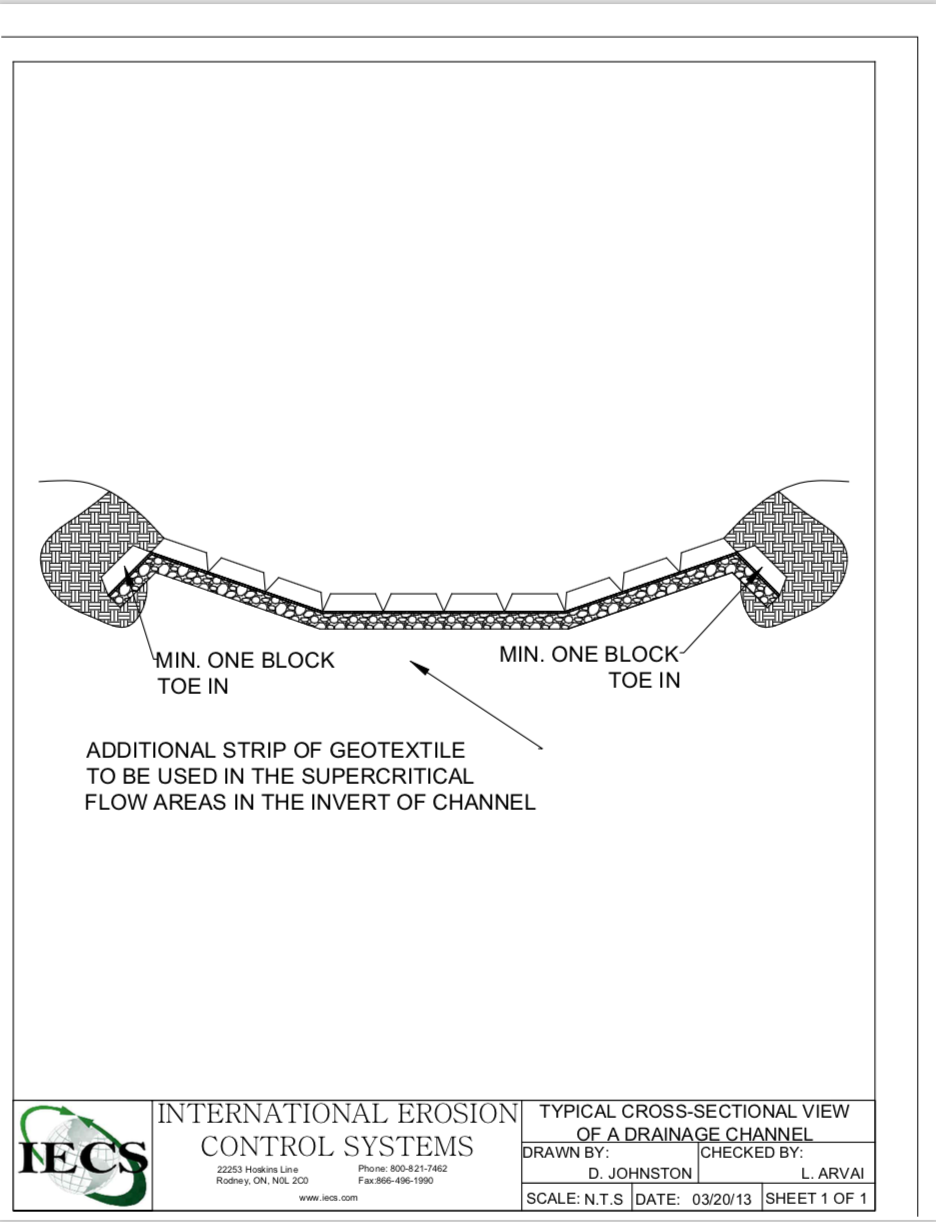 MIN. ONE BLOCK
TOE IN
MIN. ONE BLOCK
TOE IN
ADDITIONAL STRIP OF GEOTEXTILE
TO BE USED IN THE SUPERCRITICAL
FLOW AREAS IN THE INVERT OF CHANNEL
IECS
INTERNATIONAL EROSION
CONTROL SYSTEMS
22253 Hoskins Line
Rodney, ON, N0L 2C0
Phone: 800-821-7462
Fax:866-496-1990
www.iecs.com
TYPICAL CROSS-SECTIONAL VIEW
OF A DRAINAGE CHANNEL
DRAWN BY:
D. JOHNSTON
CHECKED BY:
L. ARVAI
SCALE: N.T.S
DATE: 03/20/13
SHEET 1 OF 1